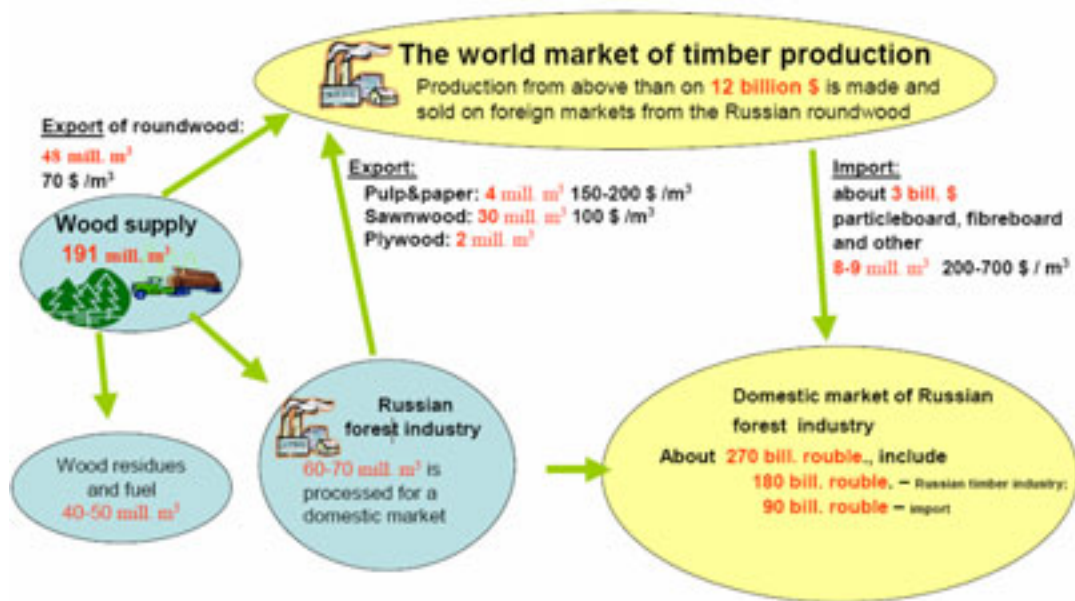 The world market of timber production
Production from above than on 12 billion $ is made and
sold on foreign markets from the Russian roundwood
Export of roundwood:
48 mill. m³
70 $ /m³
Wood supply
191 mill. m³
Export:
Pulp&paper: 4 mill. m³ 150-200 $ /m³
Sawnwood: 30 mill. m³ 100 $ /m³
Plywood: 2 mill. m³
Import:
about 3 bill. $
particleboard, fibreboard
and other
8-9 mill. m³ 200-700 $ / m³
Wood residues
and fuel
40-50 mill. m³
Russian
forest industry
60-70 mill. m³ is
processed for a
domestic market
Domestic market of Russian
forest industry
About 270 bill. rouble., include
180 bill. rouble. – Russian timber industry;
90 bill. rouble – import